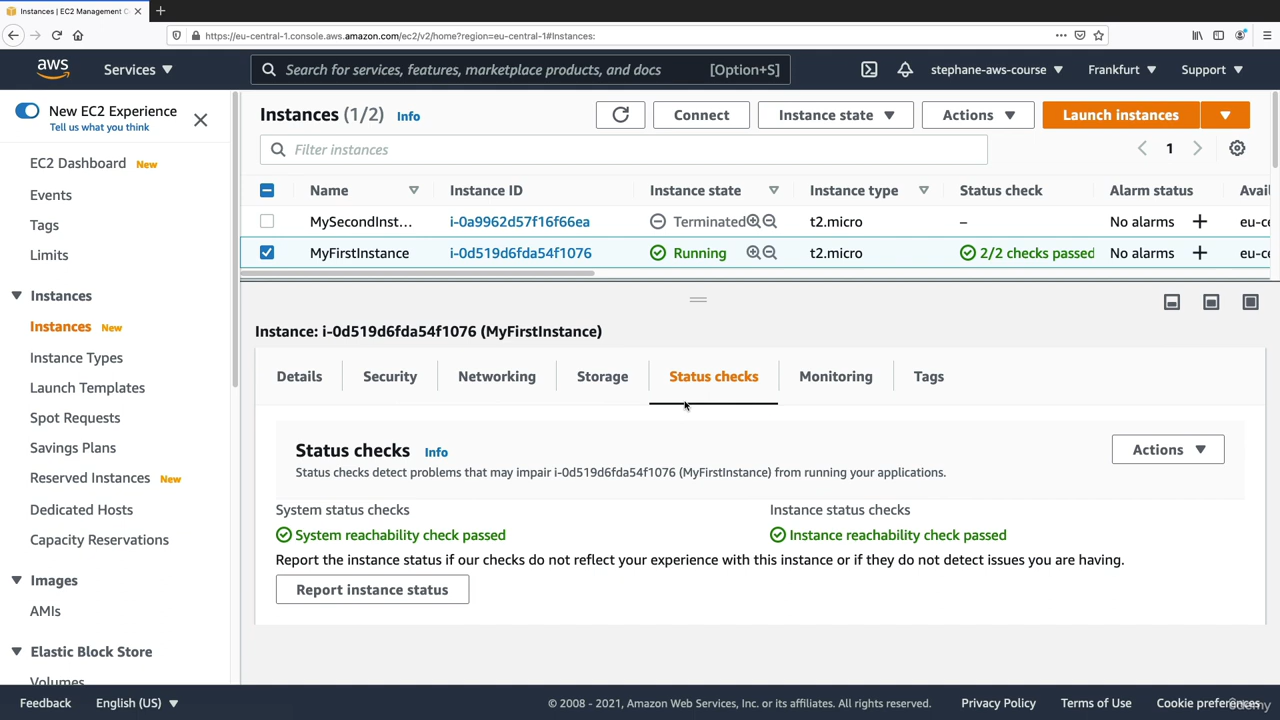 Instances | EC2 Management C
https://eu-central-1.console.aws.amazon.com/ec2/v2/home?region=eu-central-1#Instances:
aws
Services
Search for services, features, marketplace products, and docs
[Option+S]
stephane-aws-course
Frankfurt
Support
New EC2 Experience
Tell us what you think
EC2 Dashboard New
Events
Tags
Limits
Instances
Instances New
Instance Types
Launch Templates
Spot Requests
Savings Plans
Reserved Instances New
Dedicated Hosts
Capacity Reservations
Images
AMIs
Elastic Block Store
Volumes
Instances (1/2) Info
Connect
Instance state
Actions
Launch instances
Filter instances
1
Name Instance ID Instance state Instance type Status check Alarm status Avail
MySecondInst... i-0a9962d57f16f66ea Terminated t2.micro – No alarms + eu-ce
MyFirstInstance i-0d519d6fda54f1076 Running t2.micro 2/2 checks passed No alarms + eu-ce
Instance: i-0d519d6fda54f1076 (MyFirstInstance)
Details Security Networking Storage Status checks Monitoring Tags
Status checks Info
Actions
Status checks detect problems that may impair i-0d519d6fda54f1076 (MyFirstInstance) from running your applications.
System status checks
Instance status checks
System reachability check passed
Instance reachability check passed
Report the instance status if our checks do not reflect your experience with this instance or if they do not detect issues you are having.
Report instance status
Feedback
English (US)
© 2008 - 2021, Amazon Web Services, Inc. or its affiliates. All rights reserved.
Privacy Policy
Terms of Use
Cookie preferences
Udemy